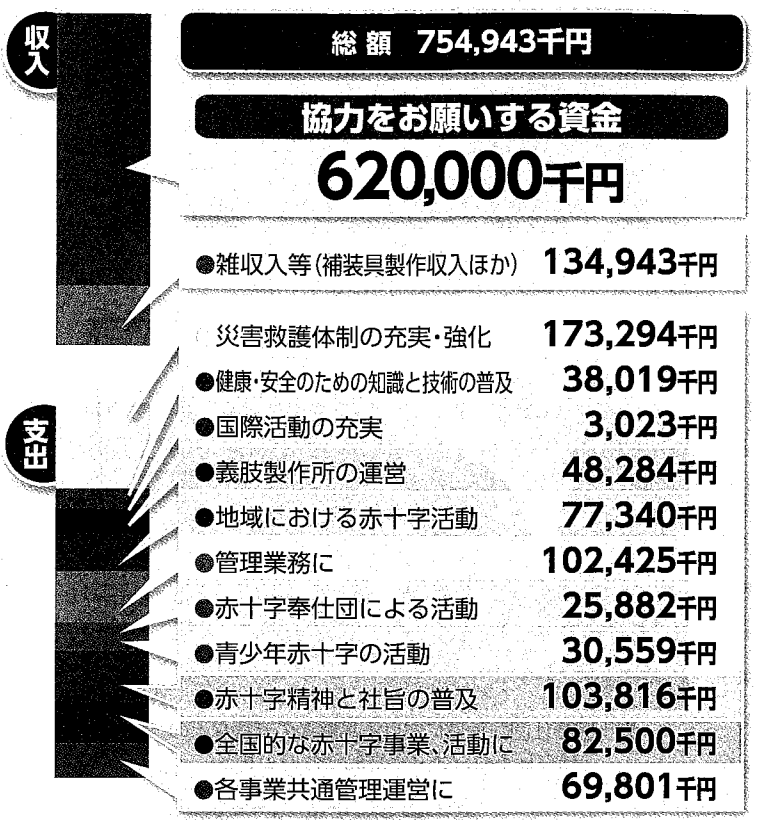 収入
総額 754,943千円
協力をお願いする資金
620,000千円
●雑収入等(補装具製作収入ほか) 134,943千円
支出
災害救護体制の充実・強化 173,294千円
●健康・安全のための知識と技術の普及 38,019千円
●国際活動の充実 3,023千円
●義肢製作所の運営 48,284千円
●地域における赤十字活動 77,340千円
●管理業務に 102,425千円
●赤十字奉仕団による活動 25,882千円
●青少年赤十字の活動 30,559千円
●赤十字精神と社旨の普及 103,816千円
●全国的な赤十字事業、活動に 82,500千円
●各事業共通管理運営に 69,801千円